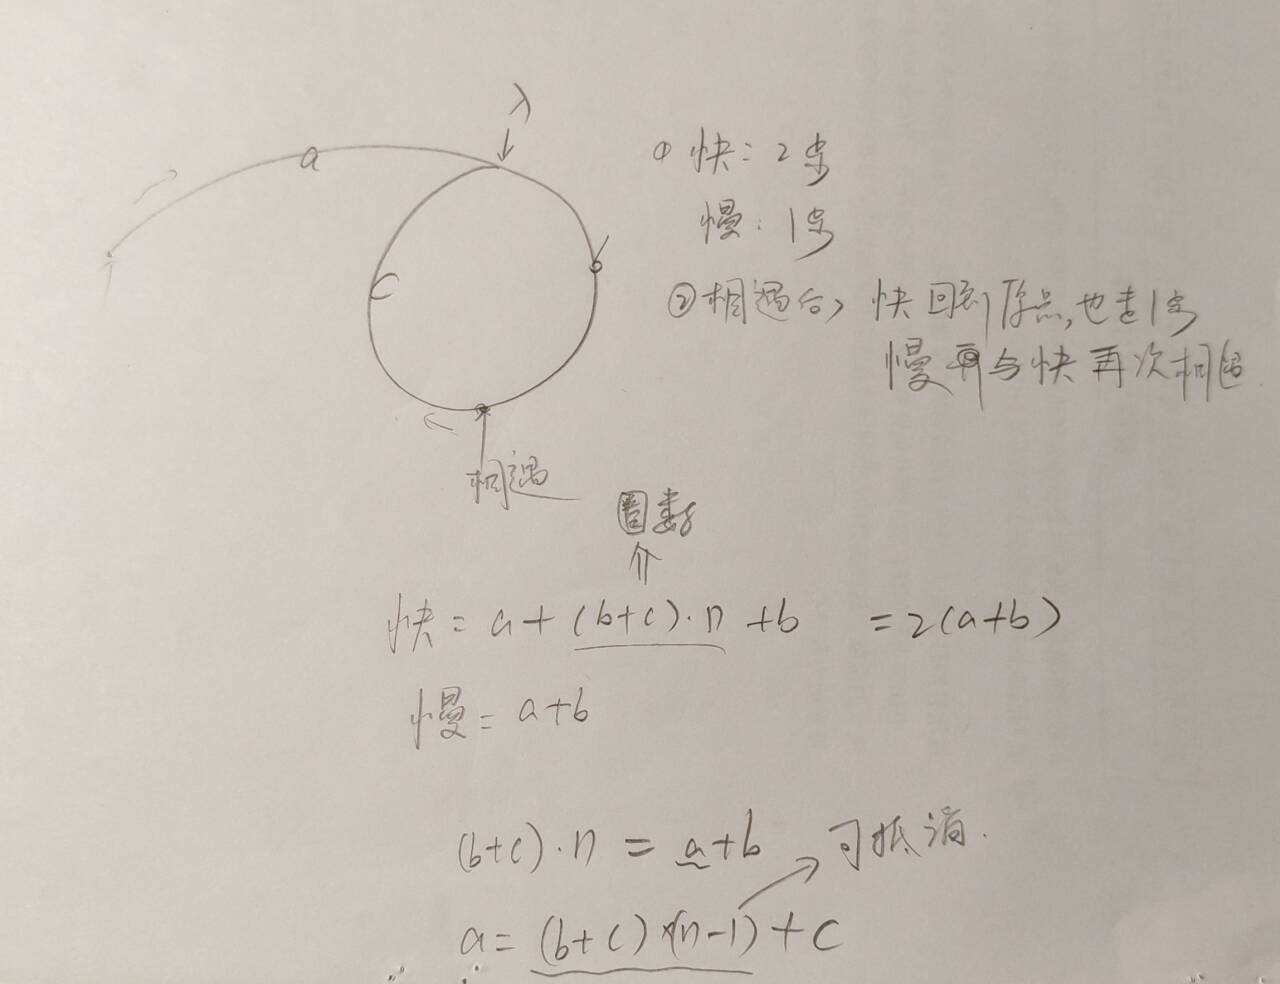 入
a
① 快: 2步
慢: 1步
c
②相遇后, 快回到原点,也走1步
慢再与快再次相遇
相遇
圈数
快 = a+(b+c)·n +b =2(a+b)
慢= a+b
(b+c)·n = a+b 可抵消.
a= (b+c)×(n-1)+c